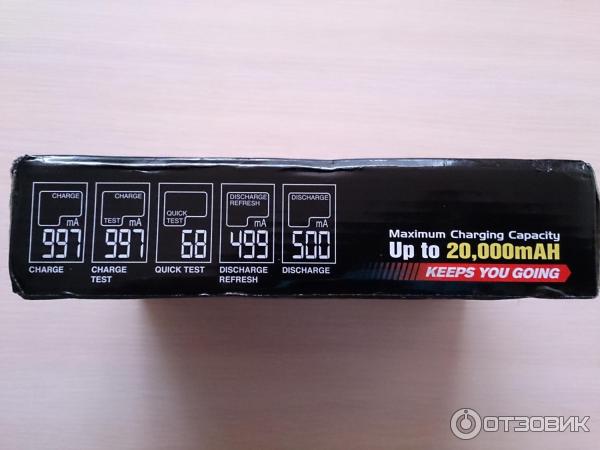 CHARGE
mA
997
CHARGE
CHARGE
TEST
mA
997
CHARGE
TEST
QUICK
TEST
68
QUICK TEST
DISCHARGE
REFRESH
mA
499
DISCHARGE
REFRESH
DISCHARGE
mA
500
DISCHARGE
Maximum Charging Capacity
Up to 20,000mAH
KEEPS YOU GOING
ОТЗОВИК